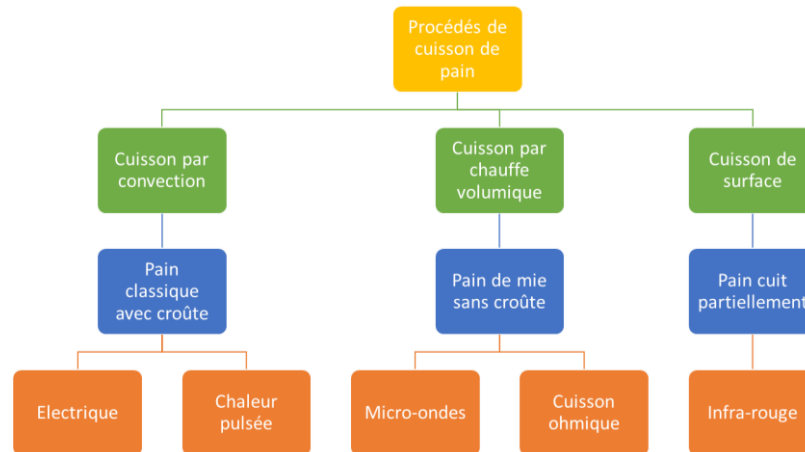 Procédés de
cuisson de
pain
Cuisson par
convection
Cuisson par
chauffe
volumique
Cuisson de
surface
Pain
classique
avec croûte
Pain de mie
sans croûte
Pain cuit
partiellement
Electrique
Chaleur
pulsée
Micro-ondes
Cuisson
ohmique
Infra-rouge